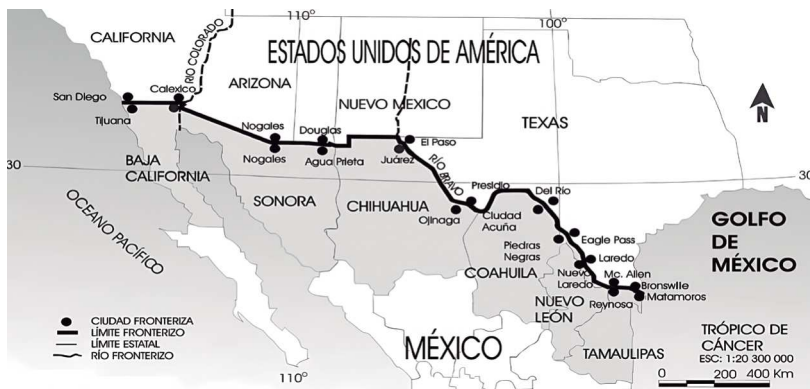 110°
100°
CALIFORNIA
RÍO COLORADO
ESTADOS UNIDOS DE AMÉRICA
ARIZONA
NUEVO MEXICO
TEXAS
N
San Diego
Calexico
Tijuana
Nogales
Nogales
Douglas
Agua Prieta
El Paso
Juárez
RÍO BRAVO
30
30
BAJA
CALIFORNIA
SONORA
CHIHUAHUA
Presidio
Ojinaga
Ciudad
Acuña
Del Río
Piedras
Negras
Eagle Pass
COAHUILA
Laredo
Nuevo
Laredo
Mc. Allen
Bronswlle
Reynosa
Matamoros
NUEVO
LEÓN
TAMAULIPAS
OCEANO PACÍFICO
GOLFO
DE
MÉXICO
MÉXICO
CIUDAD FRONTERIZA
LÍMITE FRONTERIZO
LÍMITE ESTATAL
RÍO FRONTERIZO
110°
TRÓPICO DE
CÁNCER
ESC: 1:20 300 000
0 200 400 Km